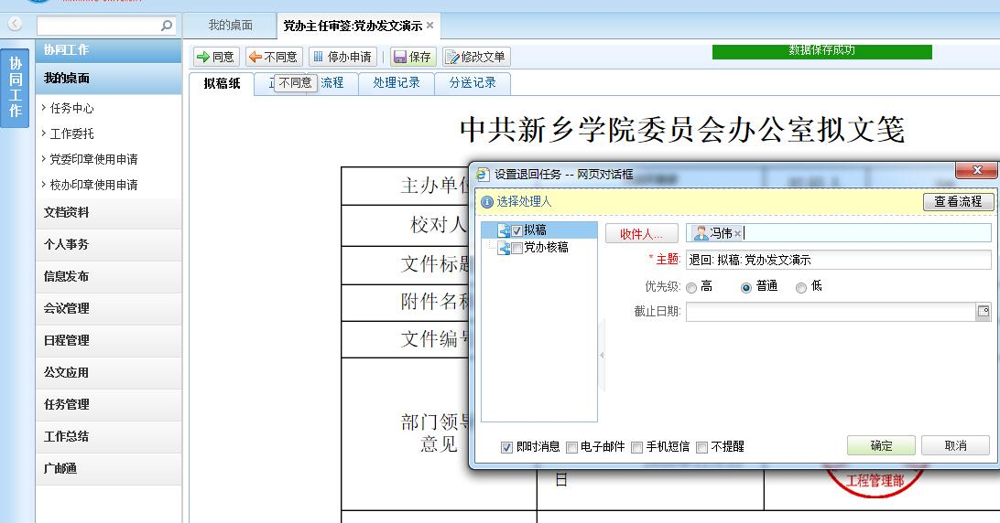 我的桌面
党办主任审签:党办发文演示
协同工作
协同工作
我的桌面
任务中心
工作委托
党委印章使用申请
校办印章使用申请
文档资料
个人事务
信息发布
会议管理
日程管理
公文应用
任务管理
工作总结
广邮通
同意
不同意
停办申请
保存
修改文单
数据保存成功
拟稿纸
不同意
流程
处理记录
分送记录
中共新乡学院委员会办公室拟文笺
主办单位
校对人
文件标题
附件名称
文件编号
部门领导
意见
日
工程管理部
设置退回任务 -- 网页对话框
选择处理人
查看流程
拟稿
党办核稿
收件人...
冯伟
*主题:
退回: 拟稿: 党办发文演示
优先级:
高
普通
低
截止日期:
即时消息
电子邮件
手机短信
不提醒
确定
取消